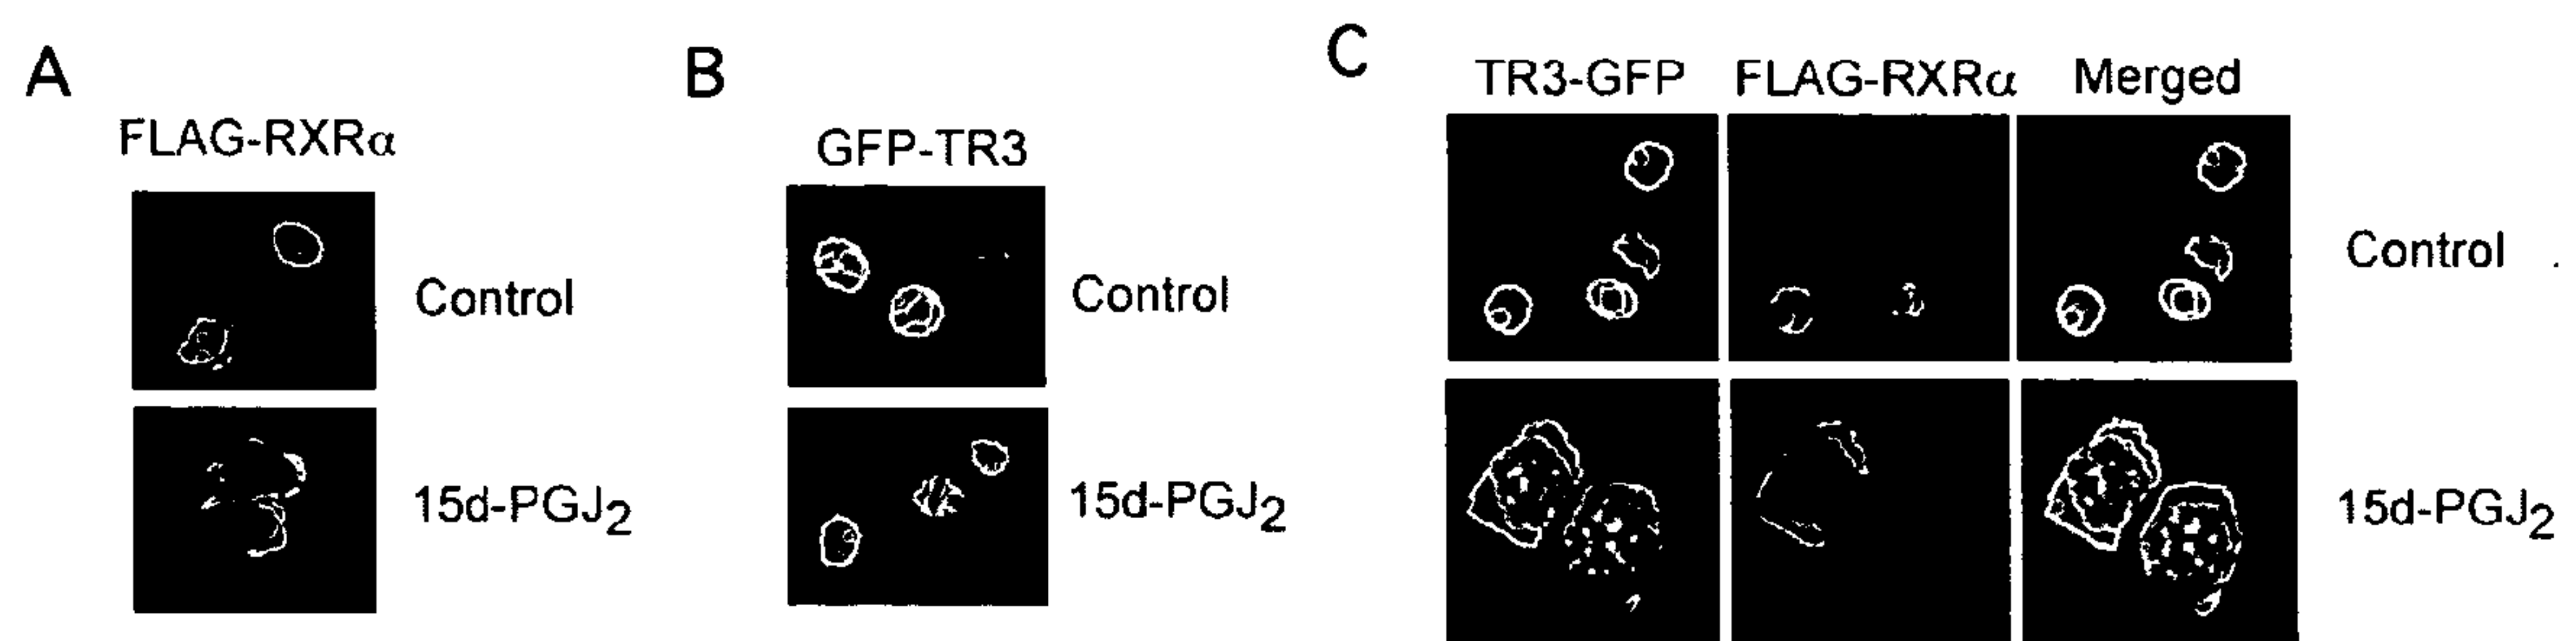 A
FLAG-RXRα
Control
15d-PGJ2
B
GFP-TR3
Control
15d-PGJ2
C
TR3-GFP FLAG-RXRα Merged
Control
15d-PGJ2